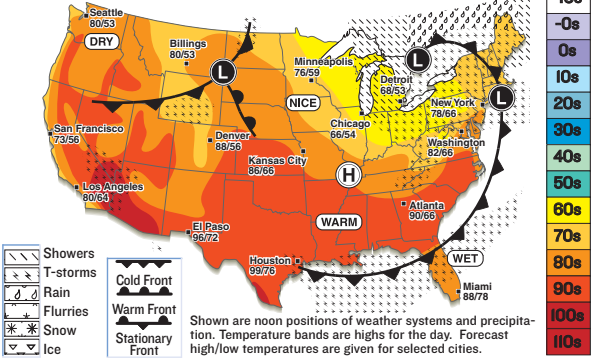 Seattle
80/53
DRY
Billings
80/53
L
Minneapolis
76/59
L
Detroit
68/53
NICE
New York
78/66
L
Chicago
66/54
San Francisco
73/56
Denver
88/56
Washington
82/66
Kansas City
86/66
H
Los Angeles
80/64
Atlanta
90/66
WARM
El Paso
96/72
Houston
99/76
WET
Miami
88/78
Showers
T-storms
Rain
Flurries
Snow
Ice
Cold Front
Warm Front
Stationary
Front
Shown are noon positions of weather systems and precipita-
tion. Temperature bands are highs for the day. Forecast
high/low temperatures are given for selected cities.
-0s
0s
10s
20s
30s
40s
50s
60s
70s
80s
90s
100s
110s